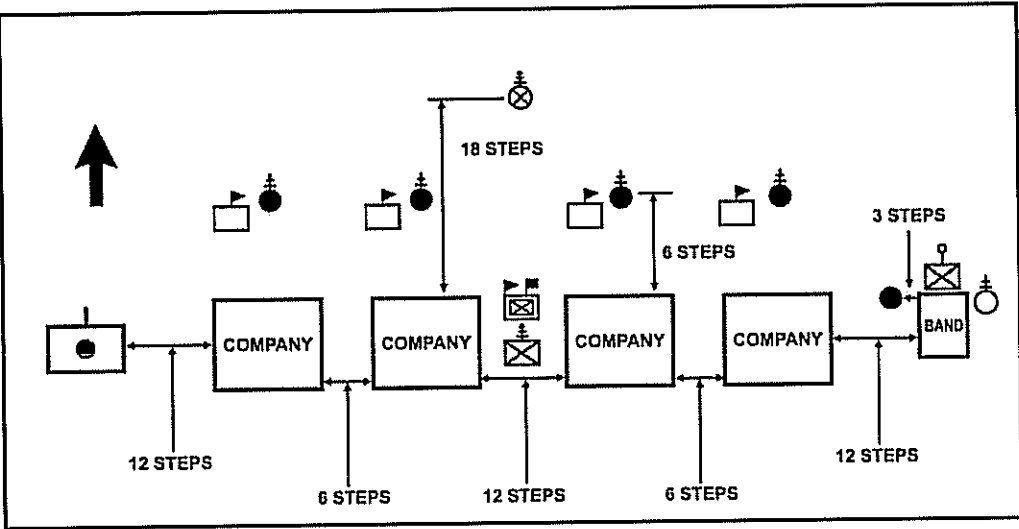 18 STEPS
3 STEPS
6 STEPS
COMPANY
COMPANY
COMPANY
COMPANY
BAND
12 STEPS
6 STEPS
12 STEPS
6 STEPS
12 STEPS